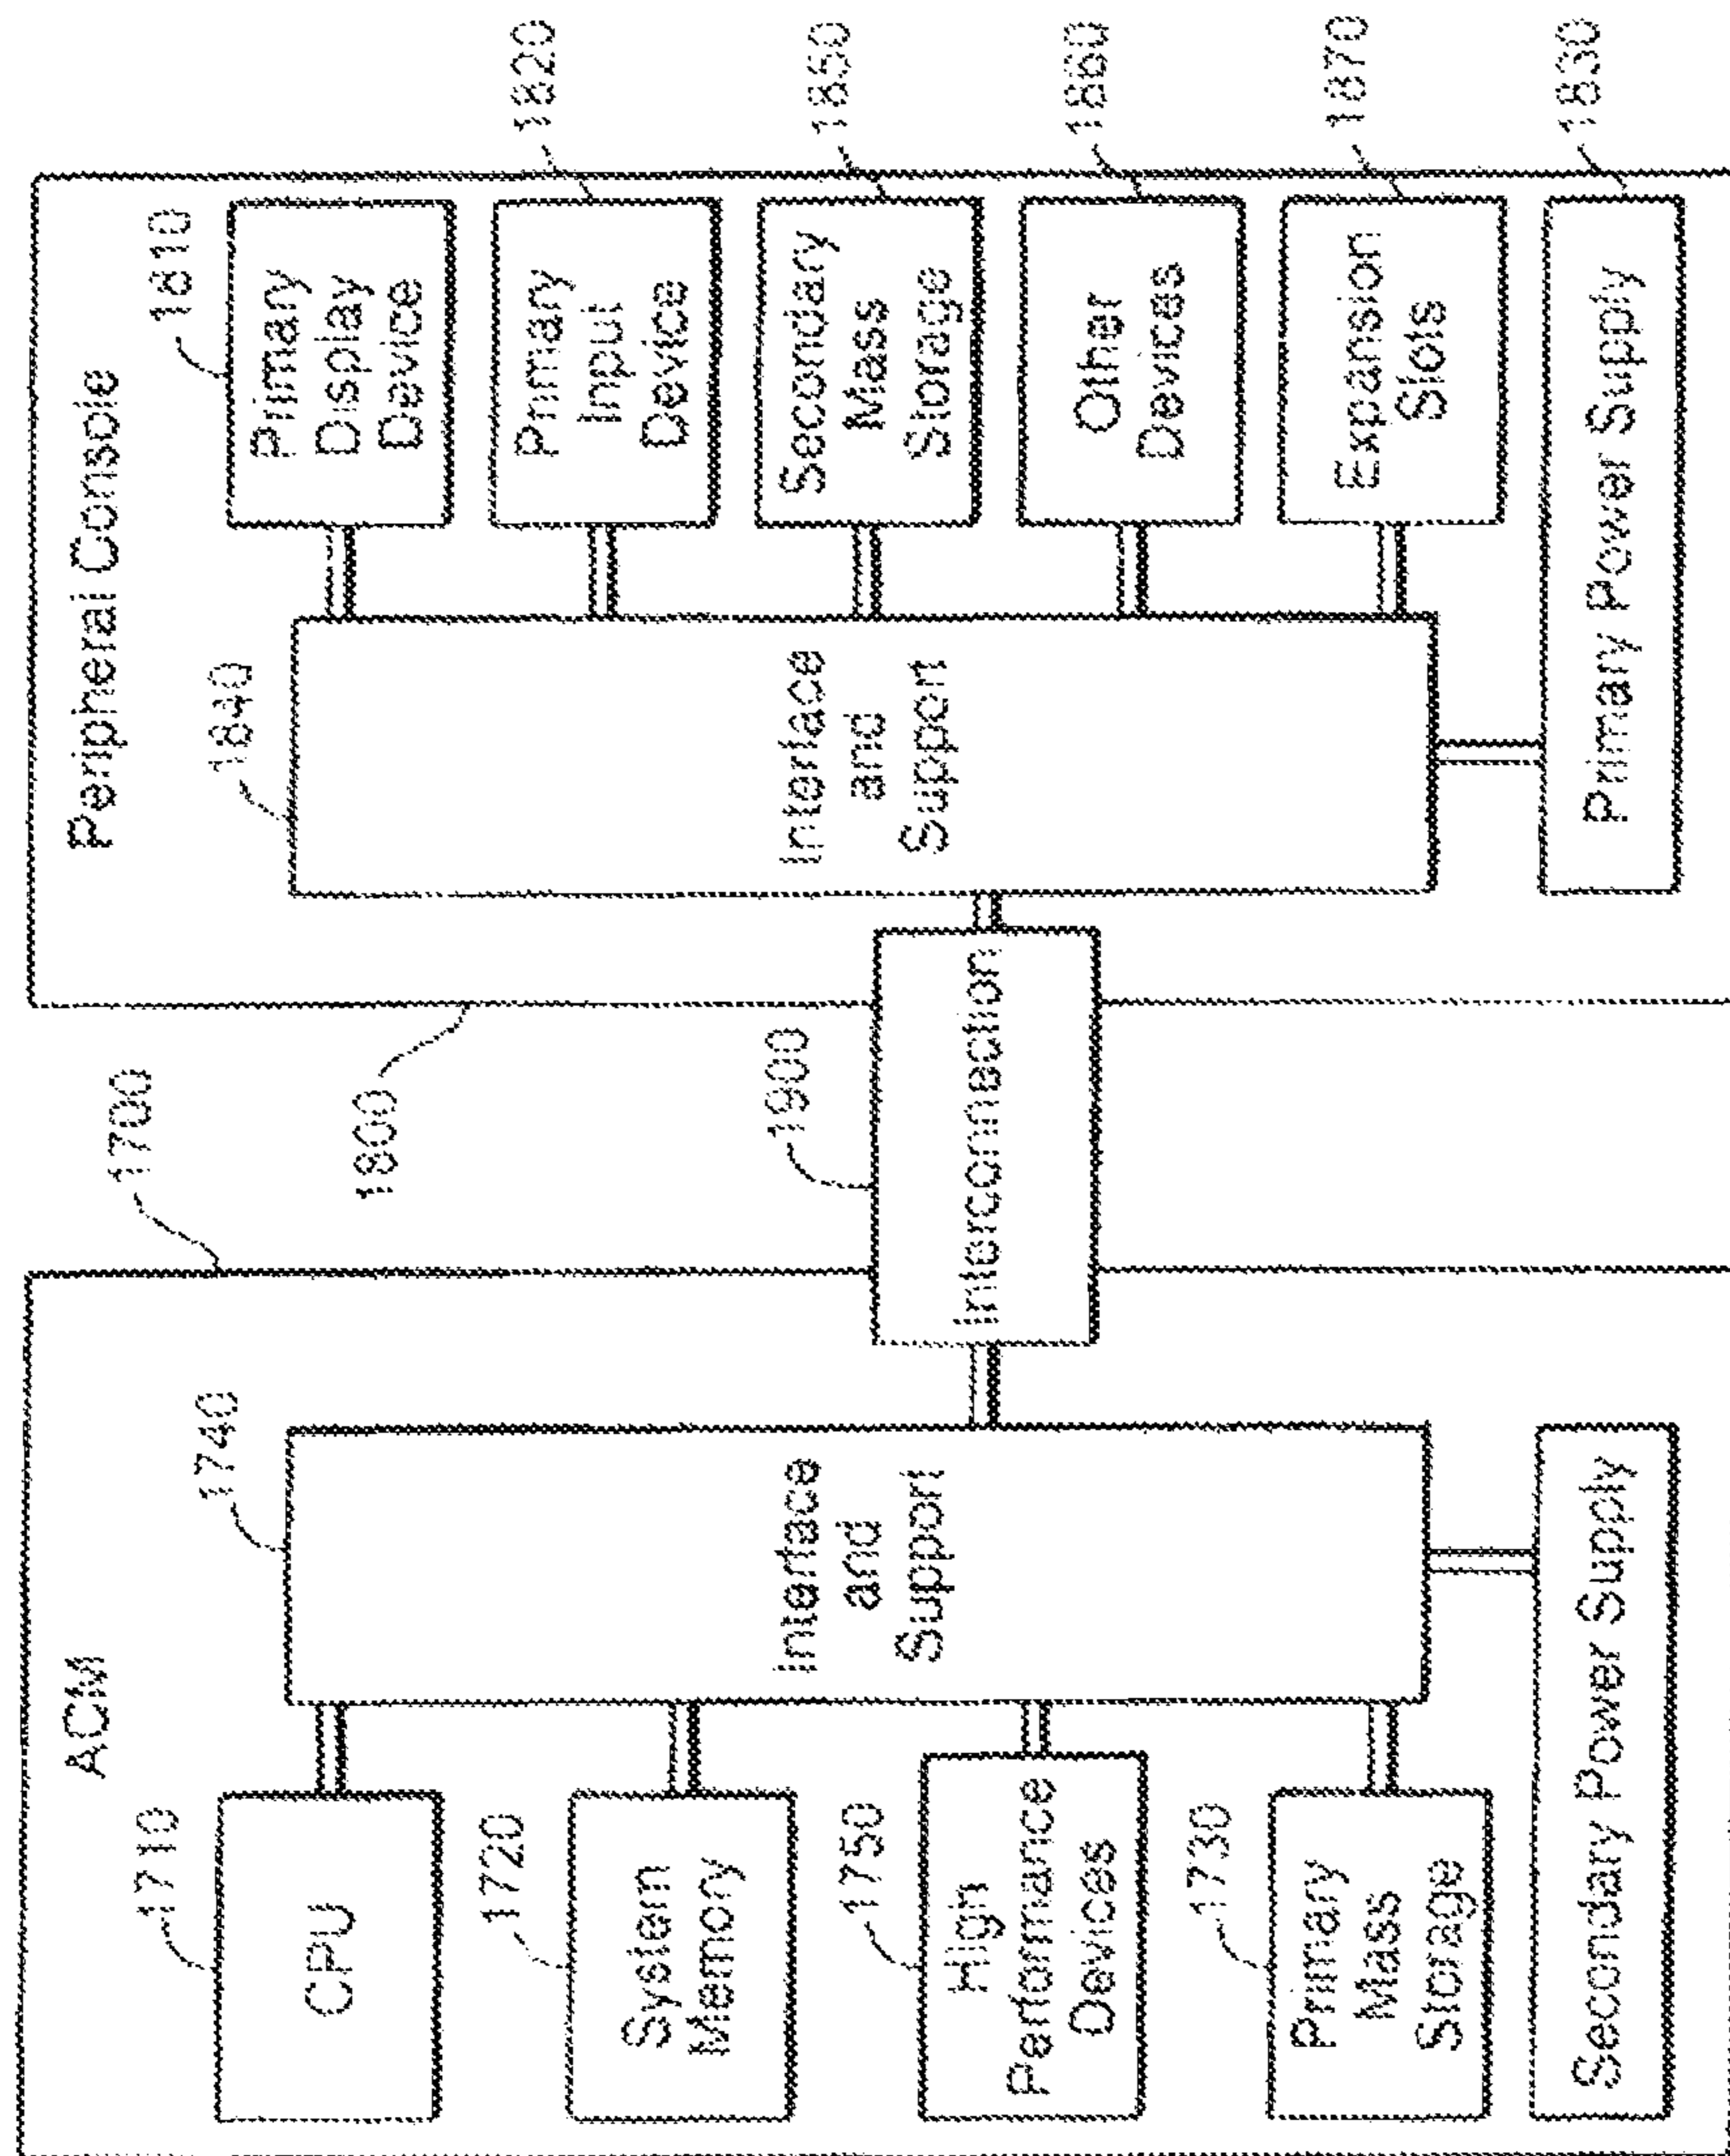 ACM
1700
1710
CPU
1720
System
Memory
1750
High
Performance
Devices
1730
Primary
Mass
Storage
1740
Interface
and
Support
Secondary Power Supply
1900
Interconnection
1800
Peripheral Console
1840
Interface
and
Support
1810
Primary
Display
Device
Primary
Input
Device
1820
Secondary
Mass
Storage
1850
Other
Devices
1860
Expansion
Slots
1870
Primary Power Supply
1830